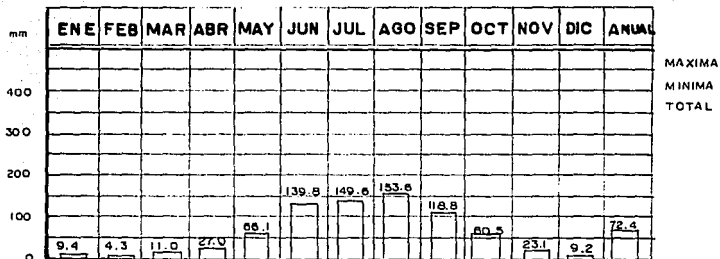 mm ENE FEB MAR ABR MAY JUN JUL AGO SEP OCT NOV DIC ANUAL
MAXIMA
400 MINIMA
TOTAL
300
200
139.8 149.6 153.6
100 118.8
66.1 60.5 72.4
9.4 4.3 11.0 27.0 23.1 9.2
0